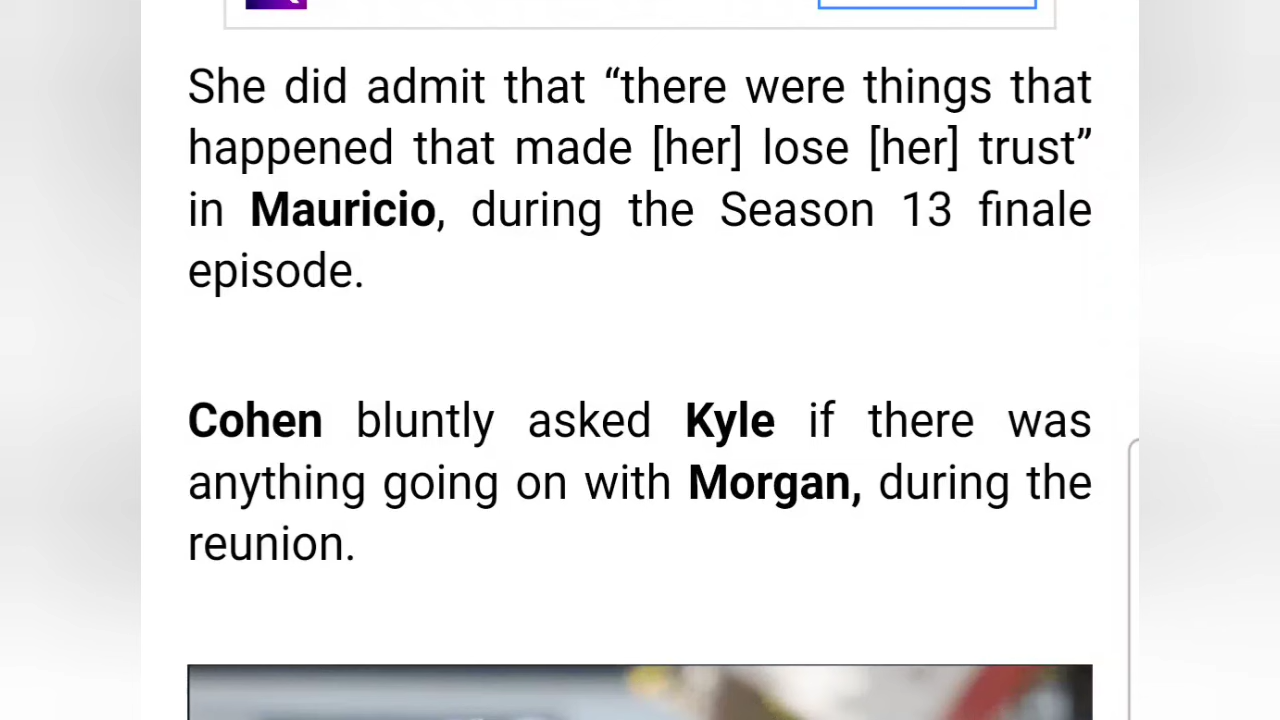 She did admit that “there were things that
happened that made [her] lose [her] trust”
in Mauricio, during the Season 13 finale
episode.
Cohen bluntly asked Kyle if there was
anything going on with Morgan, during the
reunion.